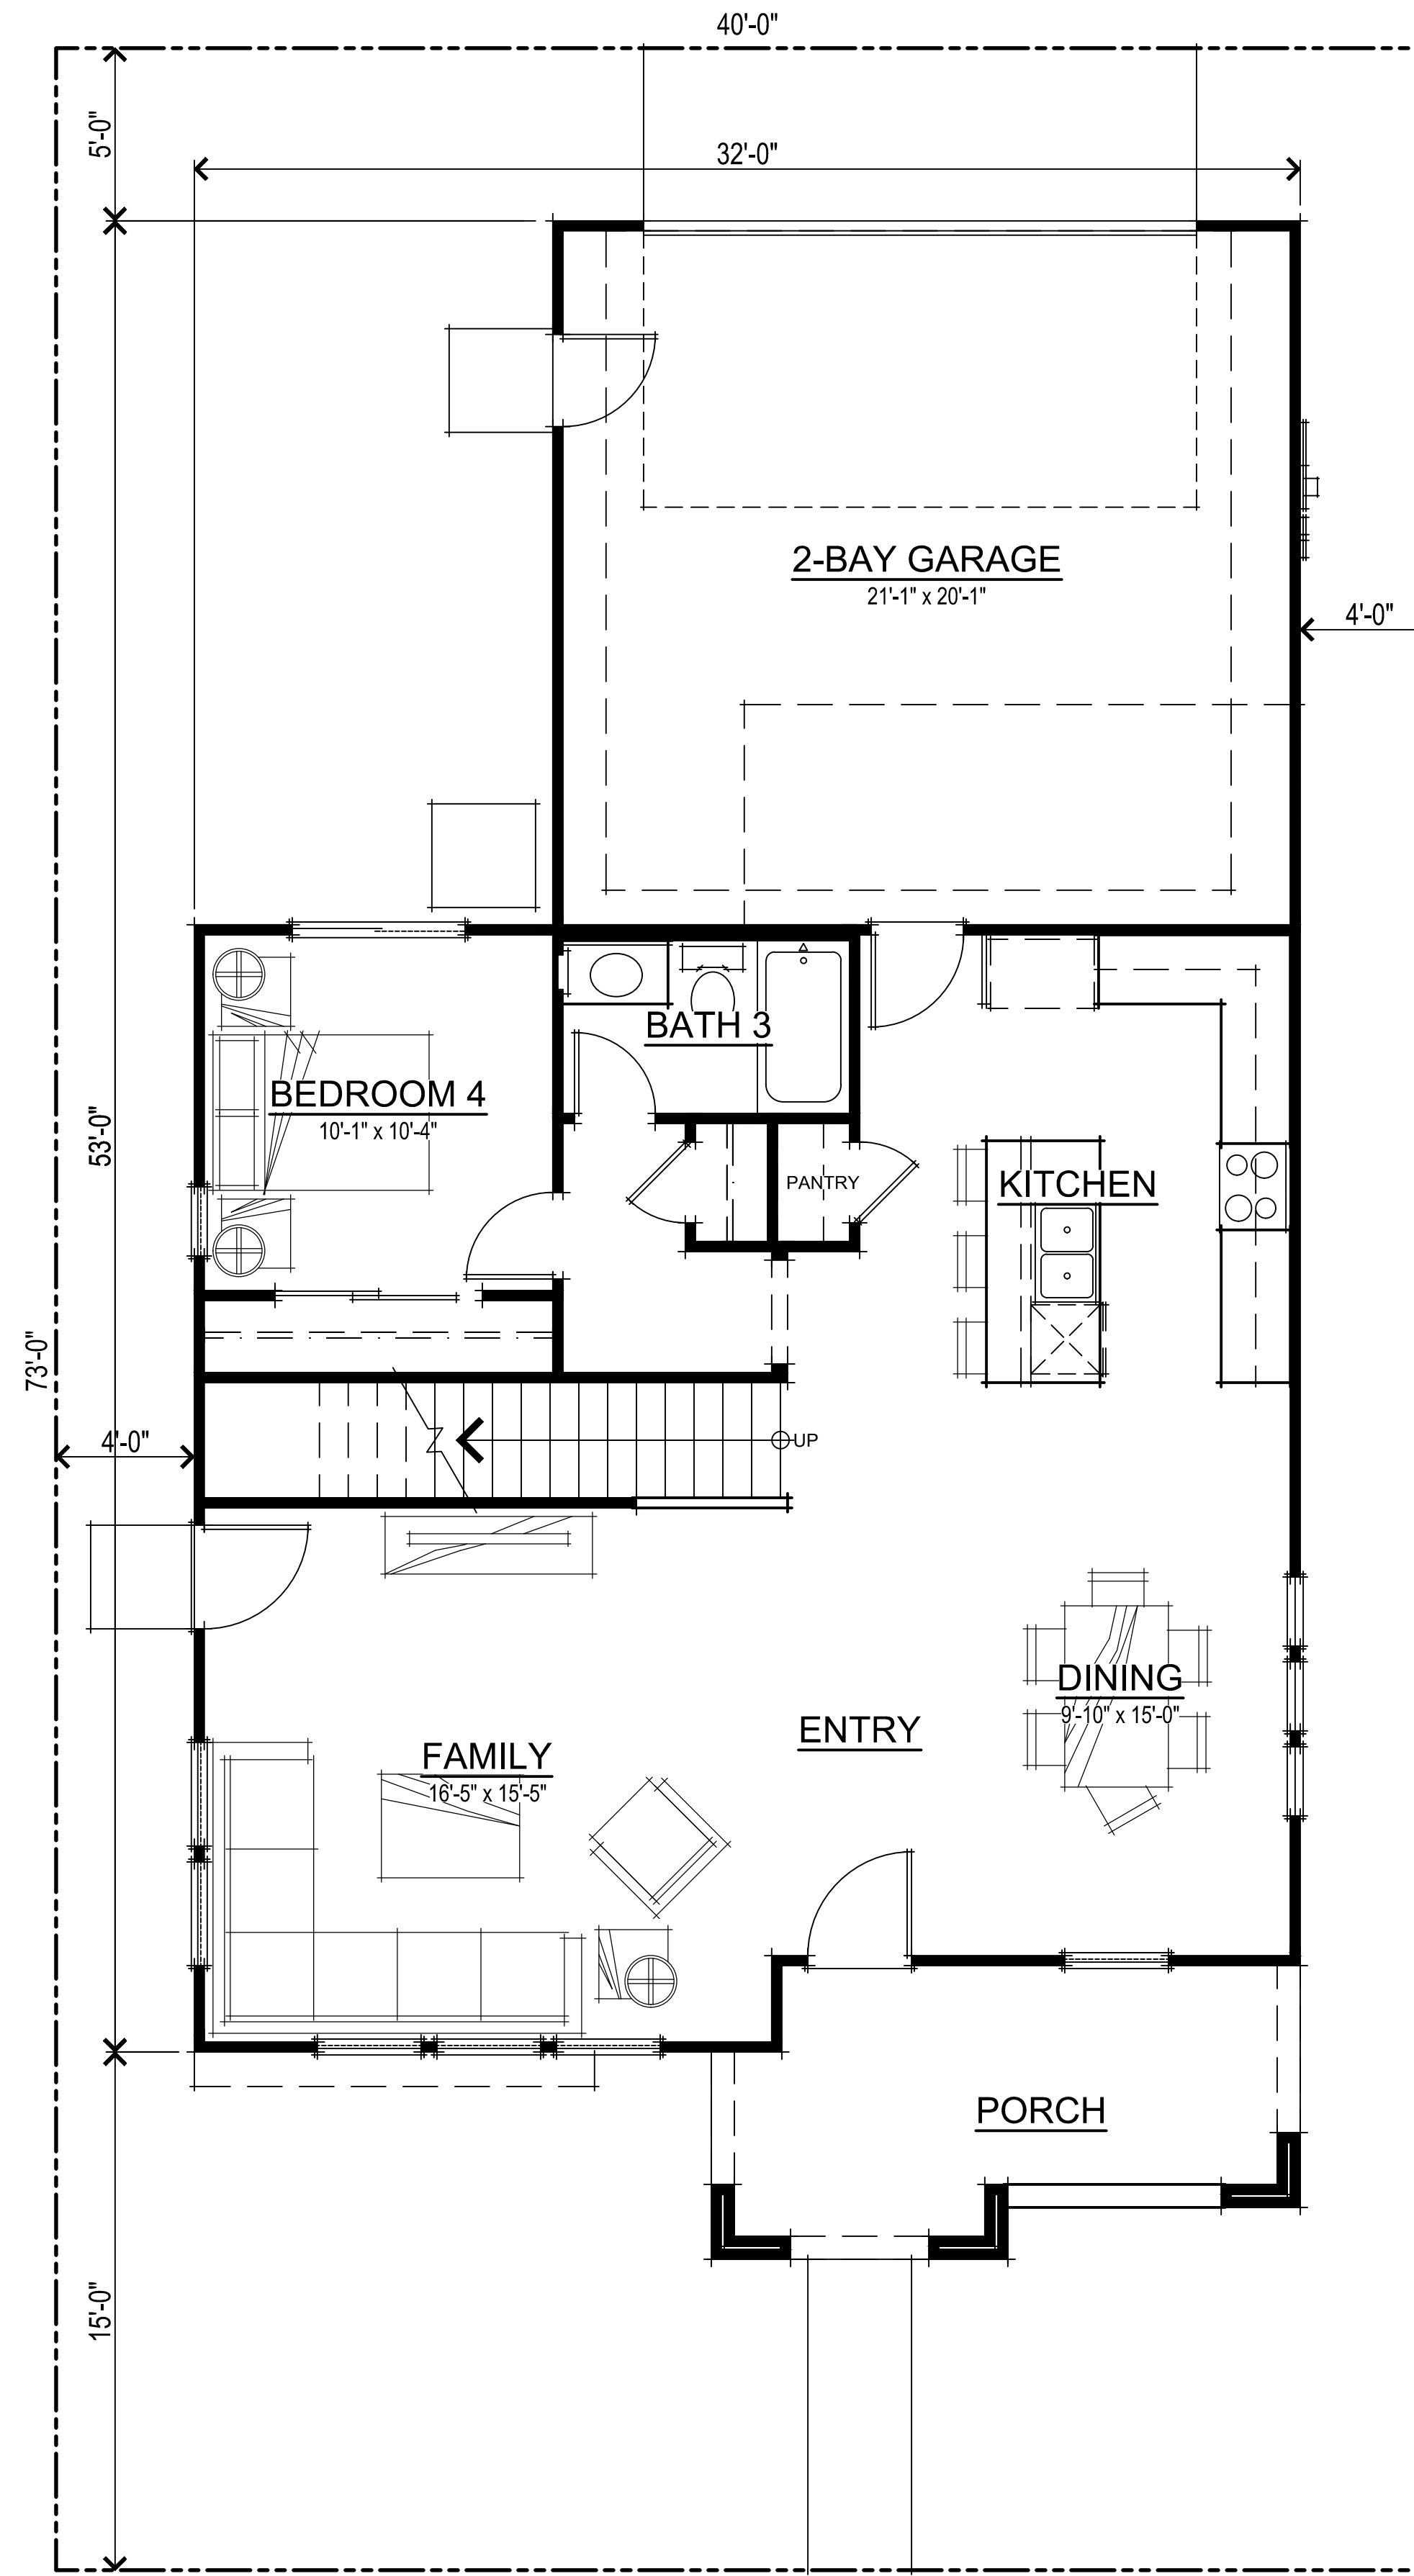 40'-0"
5'-0"
32'-0"
2-BAY GARAGE
21'-1" x 20'-1"
4'-0"
BATH 3
BEDROOM 4
10'-1" x 10'-4"
53'-0"
PANTRY
KITCHEN
73'-0"
4'-0"
UP
DINING
9'-10" x 15'-0"
ENTRY
FAMILY
16'-5" x 15'-5"
PORCH
15'-0"